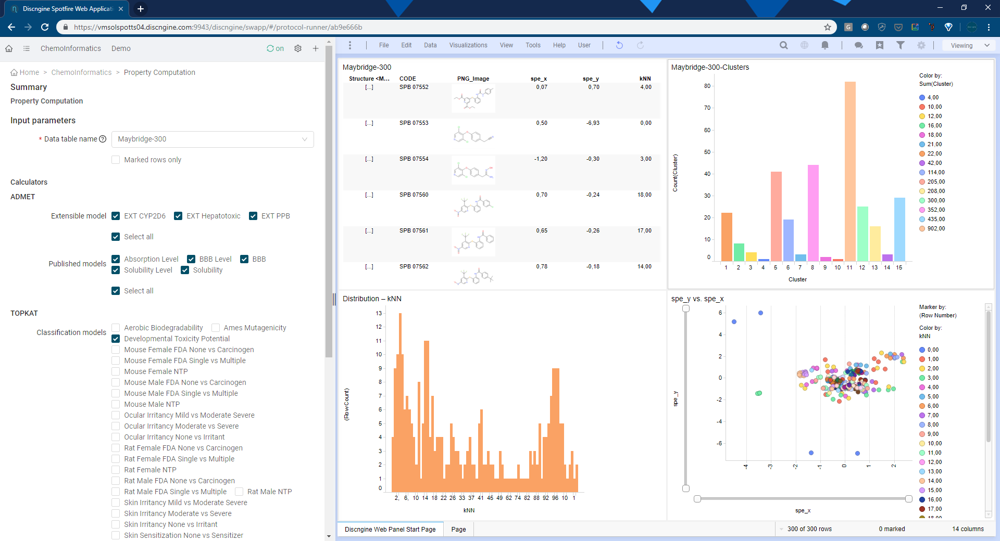 Discngine Spotfire Web Applicati
https://vmsolspotts04.discngine.com:9943/discngine/swapp/#/protocol-runner/ab9e666b
ChemoInformatics Demo on
Home > ChemoInformatics > Property Computation
Summary
Property Computation
Input parameters
* Data table name Maybridge-300
Marked rows only
Calculators
ADMET
Extensible model EXT CYP2D6 EXT Hepatotoxic EXT PPB
Select all
Published models
Absorption Level BBB Level BBB
Solubility Level Solubility
Select all
TOPKAT
Classification models
Aerobic Biodegradability Ames Mutagenicity
Developmental Toxicity Potential
Mouse Female FDA None vs Carcinogen
Mouse Female FDA Single vs Multiple
Mouse Female NTP
Mouse Male FDA None vs Carcinogen
Mouse Male FDA Single vs Multiple
Mouse Male NTP
Ocular Irritancy Mild vs Moderate Severe
Ocular Irritancy Moderate vs Severe
Ocular Irritancy None vs Irritant
Rat Female FDA None vs Carcinogen
Rat Female FDA Single vs Multiple
Rat Female NTP
Rat Male FDA None vs Carcinogen
Rat Male FDA Single vs Multiple Rat Male NTP
Skin Irritancy Mild vs Moderate Severe
Skin Irritancy Moderate vs Severe
Skin Irritancy None vs Irritant
Skin Sensitization None vs Sensitizer
File Edit Data Visualizations View Tools Help User Viewing
Maybridge-300
Structure <M... CODE PNG_Image spe_x spe_y kNN
[...] SPB 07552 0,07 0,70 4,00
[...] SPB 07553 0,50 -6,93 0,00
[...] SPB 07554 -1,20 -0,30 3,00
[...] SPB 07560 0,70 -0,24 18,00
[...] SPB 07561 0,65 -0,26 17,00
[...] SPB 07562 0,78 -0,18 14,00
Maybridge-300-Clusters
Count(Cluster)
80
70
60
50
40
30
20
10
0
1 2 3 4 5 6 7 8 9 10 11 12 13 14 15
Cluster
Color by:
Sum(Cluster)
4,00
10,00
12,00
16,00
18,00
21,00
22,00
42,00
114,00
205,00
208,00
300,00
352,00
435,00
902,00
Distribution – kNN
(Row Count)
13
12
11
10
9
8
7
6
5
4
3
2
1
0
2, 6, 10 14 18 22 26 33 37 41 45 49 62 74 82 88 92 96 10 1
kNN
spe_y vs. spe_x
spe_y
6
4
2
0
-2
-4
-6
-4 -3 -2 -1 0 1 2
spe_x
Marker by:
(Row Number)
Color by:
kNN
0,00
1,00
2,00
3,00
4,00
5,00
6,00
7,00
8,00
9,00
10,00
11,00
12,00
13,00
14,00
15,00
16,00
17,00
18,00
Discngine Web Panel Start Page Page
300 of 300 rows 0 marked 14 columns